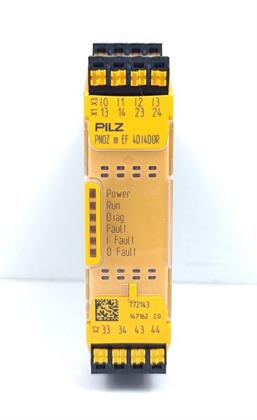 X3 I0 I1 I2 I3
X1 13 14 23 24
PILZ
PNOZ m EF 4DI4DOR
Power
Run
Diag
Fault
I Fault
O Fault
772143
147162 2.0
33 34 43 44